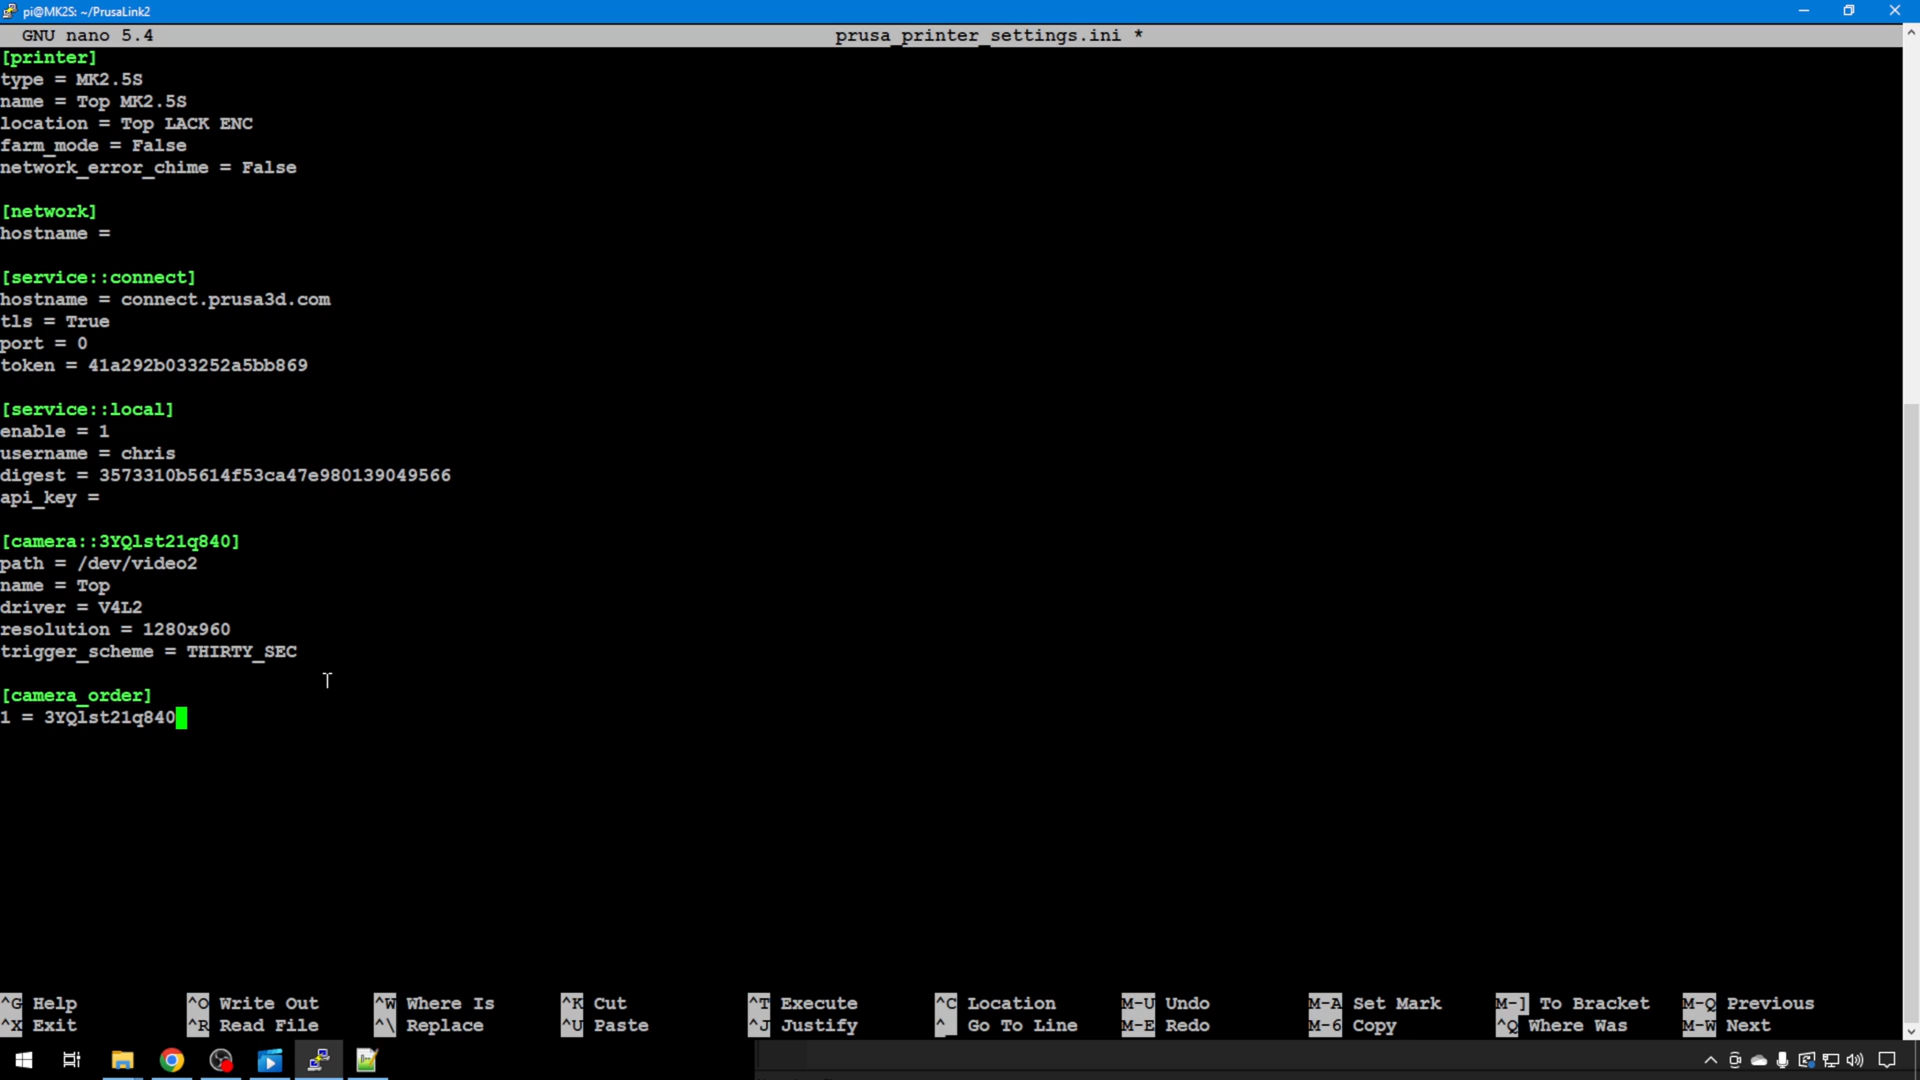 pi@MK2S: ~/PrusaLink2
GNU nano 5.4 prusa_printer_settings.ini *
[printer]
type = MK2.5S
name = Top MK2.5S
location = Top LACK ENC
farm_mode = False
network_error_chime = False
[network]
hostname =
[service::connect]
hostname = connect.prusa3d.com
tls = True
port = 0
token = 41a292b033252a5bb869
[service::local]
enable = 1
username = chris
digest = 3573310b5614f53ca47e980139049566
api_key =
[camera::3YQlst21q840]
path = /dev/video2
name = Top
driver = V4L2
resolution = 1280x960
trigger_scheme = THIRTY_SEC
[camera_order]
1 = 3YQlst21q840
^G Help ^O Write Out ^W Where Is ^K Cut ^T Execute ^C Location M-U Undo M-A Set Mark M-] To Bracket M-Q Previous
^X Exit ^R Read File ^\ Replace ^U Paste ^J Justify ^_ Go To Line M-E Redo M-6 Copy ^Q Where Was M-W Next